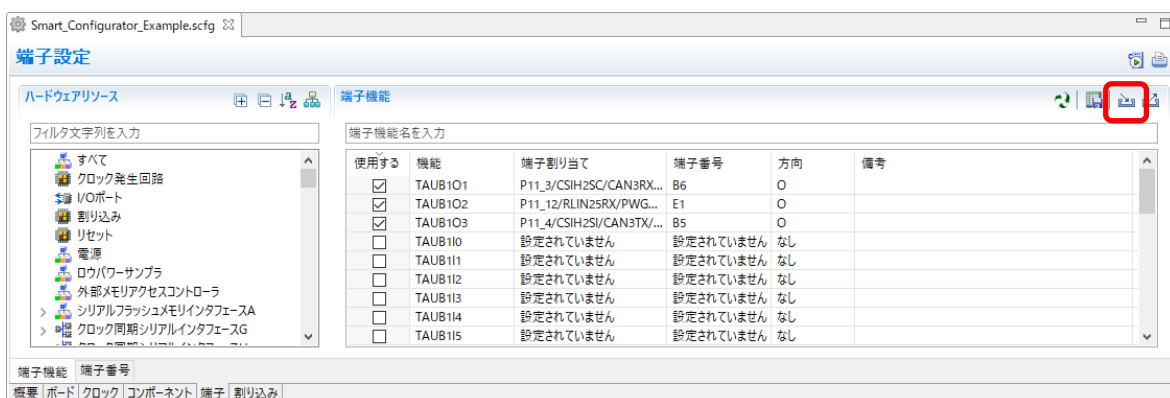 Smart_Configurator_Example.scfg
端子設定
ハードウェアリソース
フィルタ文字列を入力
すべて
クロック発生回路
I/Oポート
割り込み
リセット
電源
ロウパワーサンプラ
外部メモリアクセスコントローラ
シリアルフラッシュメモリインタフェースA
クロック同期シリアルインタフェースG
端子機能
端子機能名を入力
使用する 機能 端子割り当て 端子番号 方向 備考
TAUB1O1 P11_3/CSIH2SC/CAN3RX... B6 O
TAUB1O2 P11_12/RLIN25RX/PWG... E1 O
TAUB1O3 P11_4/CSIH2SI/CAN3TX/... B5 O
TAUB1I0 設定されていません 設定されていません なし
TAUB1I1 設定されていません 設定されていません なし
TAUB1I2 設定されていません 設定されていません なし
TAUB1I3 設定されていません 設定されていません なし
TAUB1I4 設定されていません 設定されていません なし
TAUB1I5 設定されていません 設定されていません なし
端子機能 端子番号
概要 ボード クロック コンポーネント 端子 割り込み